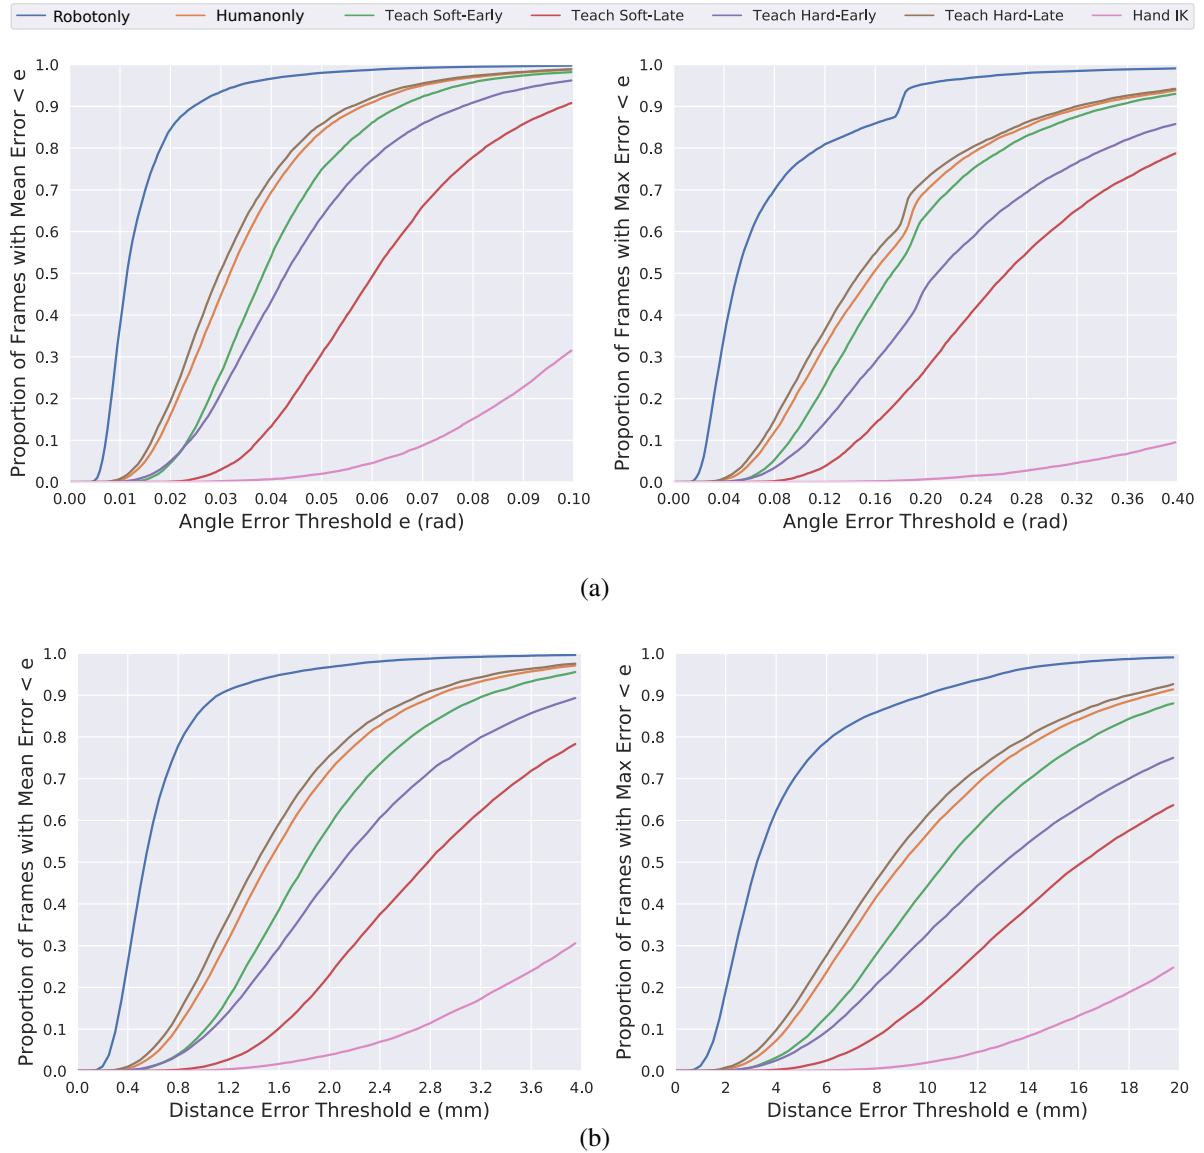 Robotonly Humanonly Teach Soft-Early Teach Soft-Late Teach Hard-Early Teach Hard-Late Hand IK
Proportion of Frames with Mean Error < e
1.0
0.9
0.8
0.7
0.6
0.5
0.4
0.3
0.2
0.1
0.0
0.00 0.01 0.02 0.03 0.04 0.05 0.06 0.07 0.08 0.09 0.10
Angle Error Threshold e (rad)
Proportion of Frames with Max Error < e
1.0
0.9
0.8
0.7
0.6
0.5
0.4
0.3
0.2
0.1
0.0
0.00 0.04 0.08 0.12 0.16 0.20 0.24 0.28 0.32 0.36 0.40
Angle Error Threshold e (rad)
(a)
Proportion of Frames with Mean Error < e
1.0
0.9
0.8
0.7
0.6
0.5
0.4
0.3
0.2
0.1
0.0
0.0 0.4 0.8 1.2 1.6 2.0 2.4 2.8 3.2 3.6 4.0
Distance Error Threshold e (mm)
Proportion of Frames with Max Error < e
1.0
0.9
0.8
0.7
0.6
0.5
0.4
0.3
0.2
0.1
0.0
0 2 4 6 8 10 12 14 16 18 20
Distance Error Threshold e (mm)
(b)